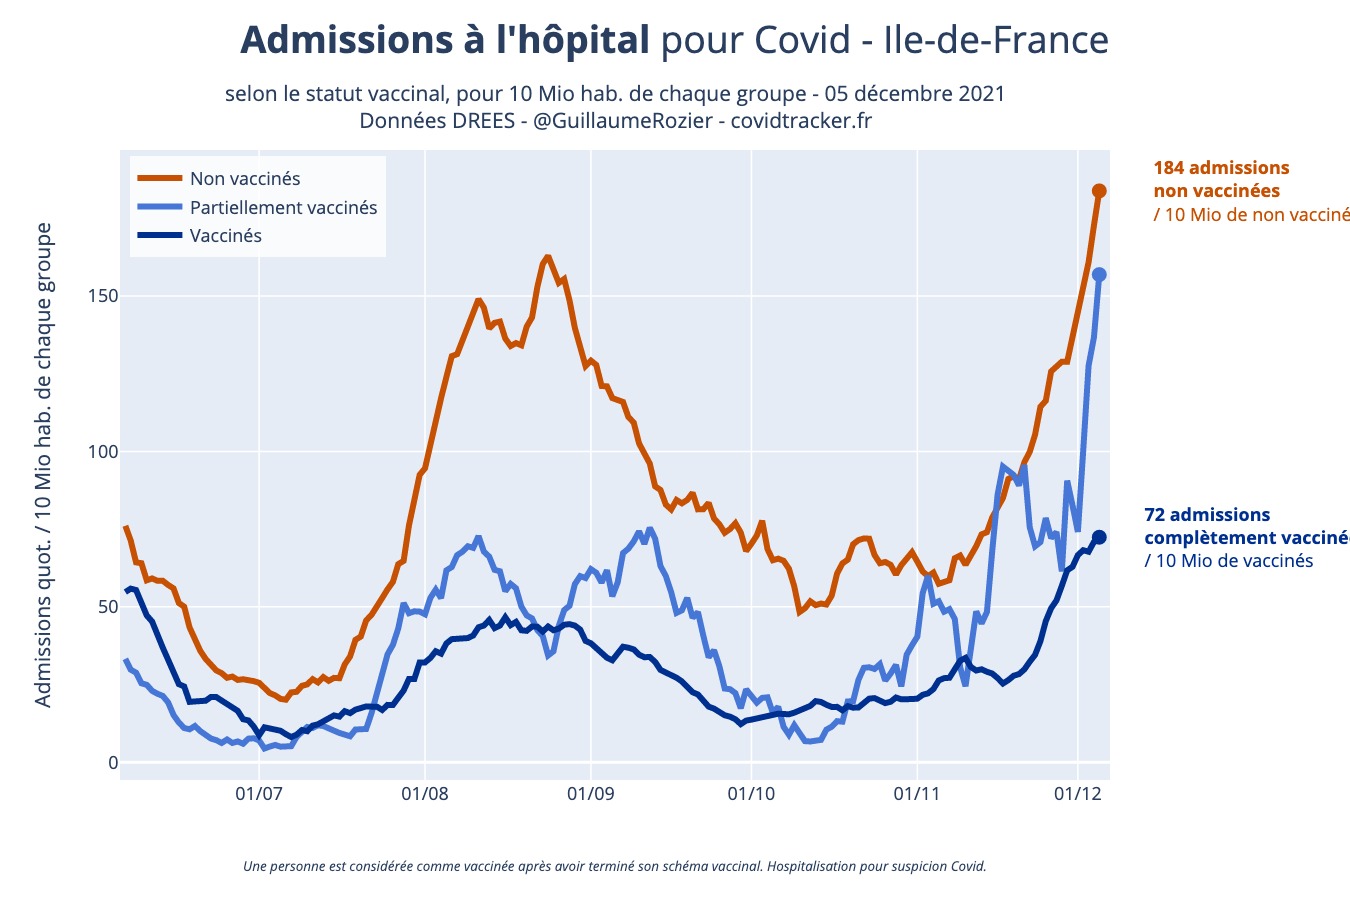 Admissions à l'hôpital pour Covid - Ile-de-France
selon le statut vaccinal, pour 10 Mio hab. de chaque groupe - 05 décembre 2021
Données DREES - @GuillaumeRozier - covidtracker.fr
Non vaccinés
Partiellement vaccinés
Vaccinés
184 admissions
non vaccinées
/ 10 Mio de non vacciné
72 admissions
complètement vacciné
/ 10 Mio de vaccinés
Admissions quot. / 10 Mio hab. de chaque groupe
150
100
50
0
01/07
01/08
01/09
01/10
01/11
01/12
Une personne est considérée comme vaccinée après avoir terminé son schéma vaccinal. Hospitalisation pour suspicion Covid.